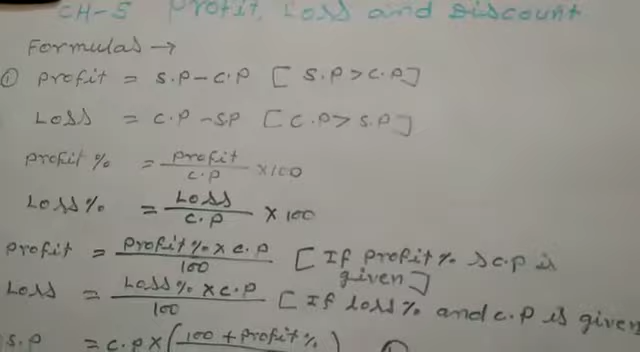 CH-5 Profit, Loss and Discount
Formulas →
① Profit = S.P - C.P [ S.P > C.P ]
Loss = C.P - S.P [ C.P > S.P ]
Profit % = Profit / C.P × 100
Loss % = Loss / C.P × 100
Profit = Profit % × C.P / 100 [ If Profit % & C.P is given ]
Loss = Loss % × C.P / 100 [ If Loss % and C.P is given
S.P = C.P × ( 100 + Profit %